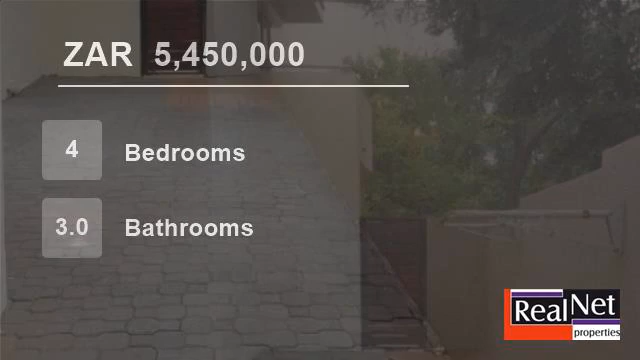 ZAR 5,450,000
4 Bedrooms
3.0 Bathrooms
RealNet
properties